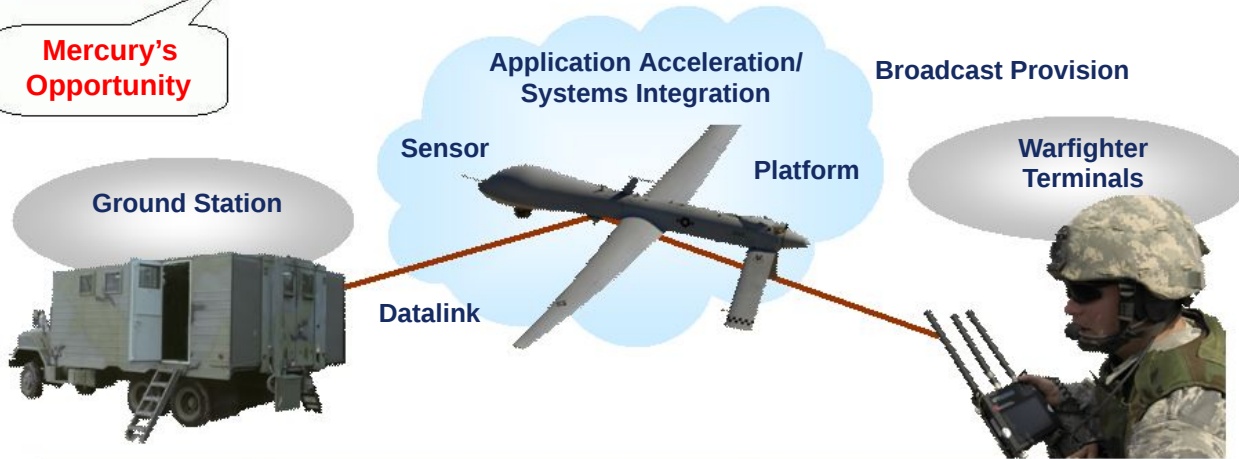 Mercury's
Opportunity
Application Acceleration/
Systems Integration
Broadcast Provision
Sensor
Platform
Warfighter
Terminals
Ground Station
Datalink